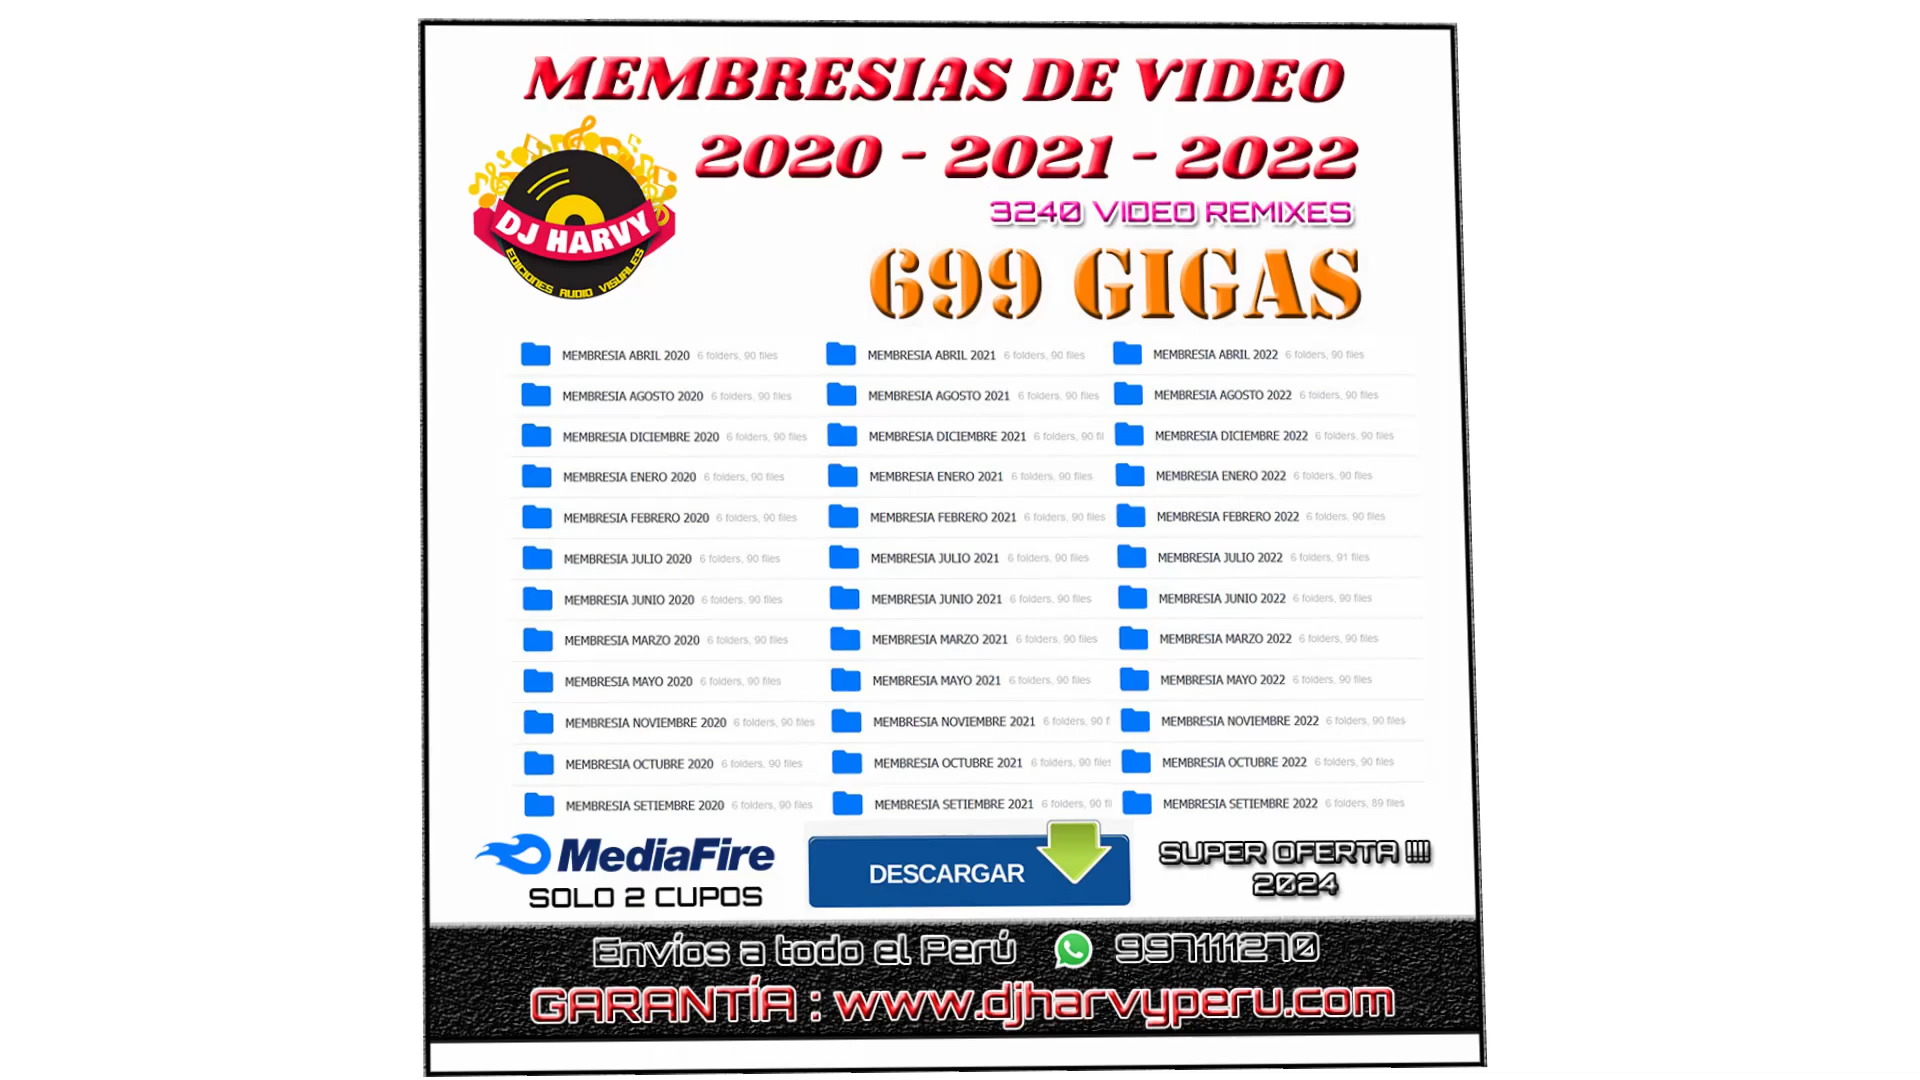 MEMBRESIAS DE VIDEO
2020 - 2021 - 2022
3240 VIDEO REMIXES
699 GIGAS
DJ HARVY
EDICIONES AUDIO VISUALES
MEMBRESIA ABRIL 2020 6 folders, 90 files
MEMBRESIA ABRIL 2021 6 folders, 90 files
MEMBRESIA ABRIL 2022 6 folders, 90 files
MEMBRESIA AGOSTO 2020 6 folders, 90 files
MEMBRESIA AGOSTO 2021 6 folders, 90 files
MEMBRESIA AGOSTO 2022 6 folders, 90 files
MEMBRESIA DICIEMBRE 2020 6 folders, 90 files
MEMBRESIA DICIEMBRE 2021 6 folders, 90 fil
MEMBRESIA DICIEMBRE 2022 6 folders, 90 files
MEMBRESIA ENERO 2020 6 folders, 90 files
MEMBRESIA ENERO 2021 6 folders, 90 files
MEMBRESIA ENERO 2022 6 folders, 90 files
MEMBRESIA FEBRERO 2020 6 folders, 90 files
MEMBRESIA FEBRERO 2021 6 folders, 90 files
MEMBRESIA FEBRERO 2022 6 folders, 90 files
MEMBRESIA JULIO 2020 6 folders, 90 files
MEMBRESIA JULIO 2021 6 folders, 90 files
MEMBRESIA JULIO 2022 6 folders, 91 files
MEMBRESIA JUNIO 2020 6 folders, 90 files
MEMBRESIA JUNIO 2021 6 folders, 90 files
MEMBRESIA JUNIO 2022 6 folders, 90 files
MEMBRESIA MARZO 2020 6 folders, 90 files
MEMBRESIA MARZO 2021 6 folders, 90 files
MEMBRESIA MARZO 2022 6 folders, 90 files
MEMBRESIA MAYO 2020 6 folders, 90 files
MEMBRESIA MAYO 2021 6 folders, 90 files
MEMBRESIA MAYO 2022 6 folders, 90 files
MEMBRESIA NOVIEMBRE 2020 6 folders, 90 files
MEMBRESIA NOVIEMBRE 2021 6 folders, 90 f
MEMBRESIA NOVIEMBRE 2022 6 folders, 90 files
MEMBRESIA OCTUBRE 2020 6 folders, 90 files
MEMBRESIA OCTUBRE 2021 6 folders, 90 files
MEMBRESIA OCTUBRE 2022 6 folders, 90 files
MEMBRESIA SETIEMBRE 2020 6 folders, 90 files
MEMBRESIA SETIEMBRE 2021 6 folders, 90 fil
MEMBRESIA SETIEMBRE 2022 6 folders, 89 files
MediaFire
SOLO 2 CUPOS
DESCARGAR
SUPER OFERTA !!!!
2024
Envíos a todo el Perú 997111270
GARANTÍA : www.djharvyperu.com